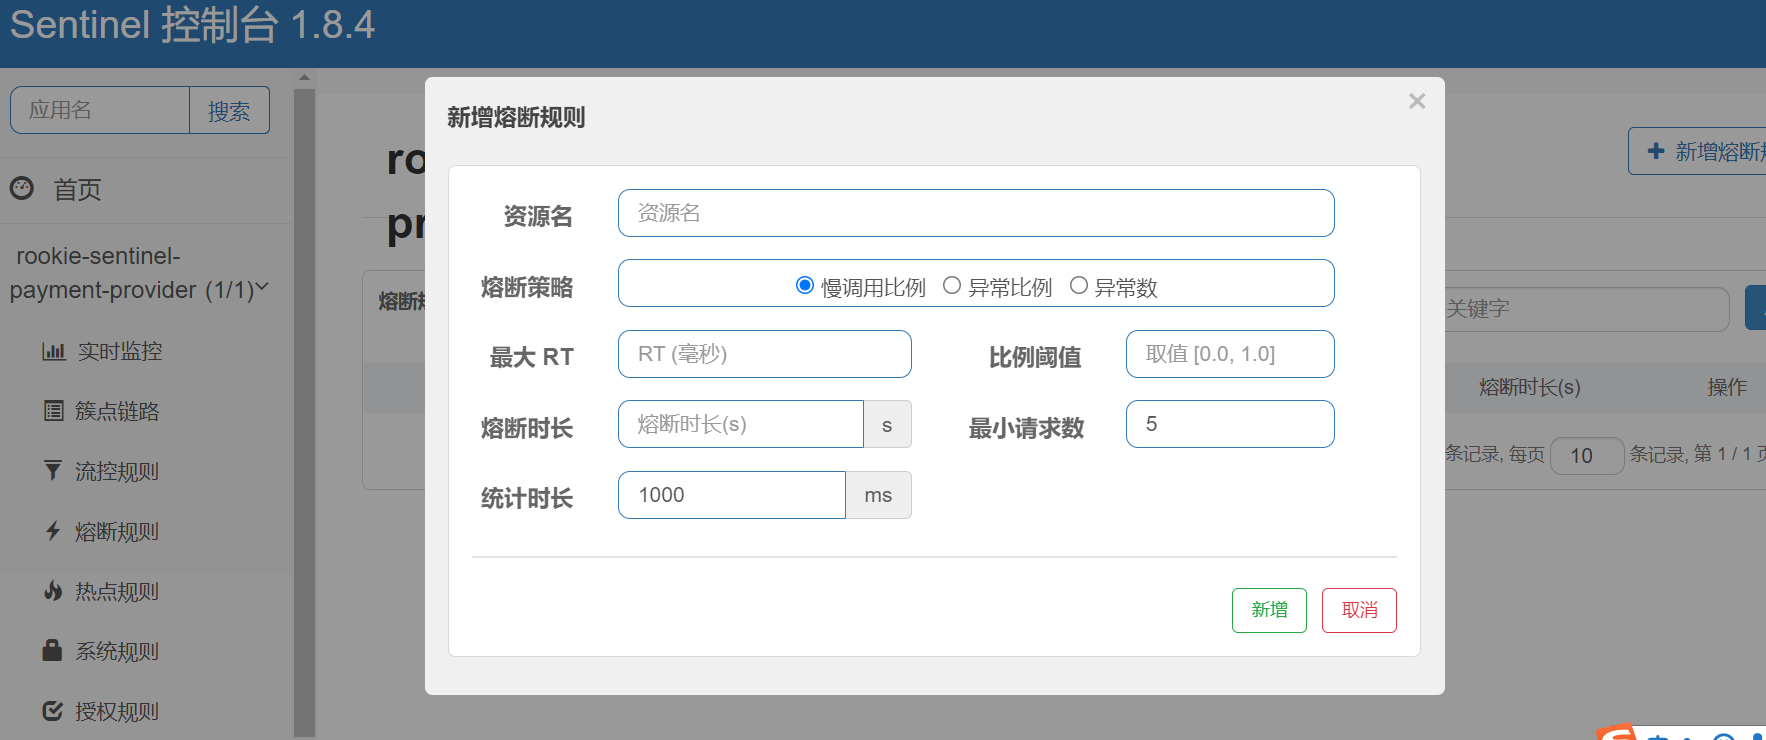 Sentinel 控制台 1.8.4
应用名
搜索
首页
rookie-sentinel-
payment-provider (1/1)
实时监控
簇点链路
流控规则
熔断规则
热点规则
系统规则
授权规则
ro
pr
熔断规
新增熔断规
关键字
熔断时长(s)
操作
条记录, 每页
10
条记录, 第 1 / 1 页
新增熔断规则
×
资源名
资源名
熔断策略
慢调用比例
异常比例
异常数
最大 RT
RT (毫秒)
比例阈值
取值 [0.0, 1.0]
熔断时长
熔断时长(s)
s
最小请求数
5
统计时长
1000
ms
新增
取消